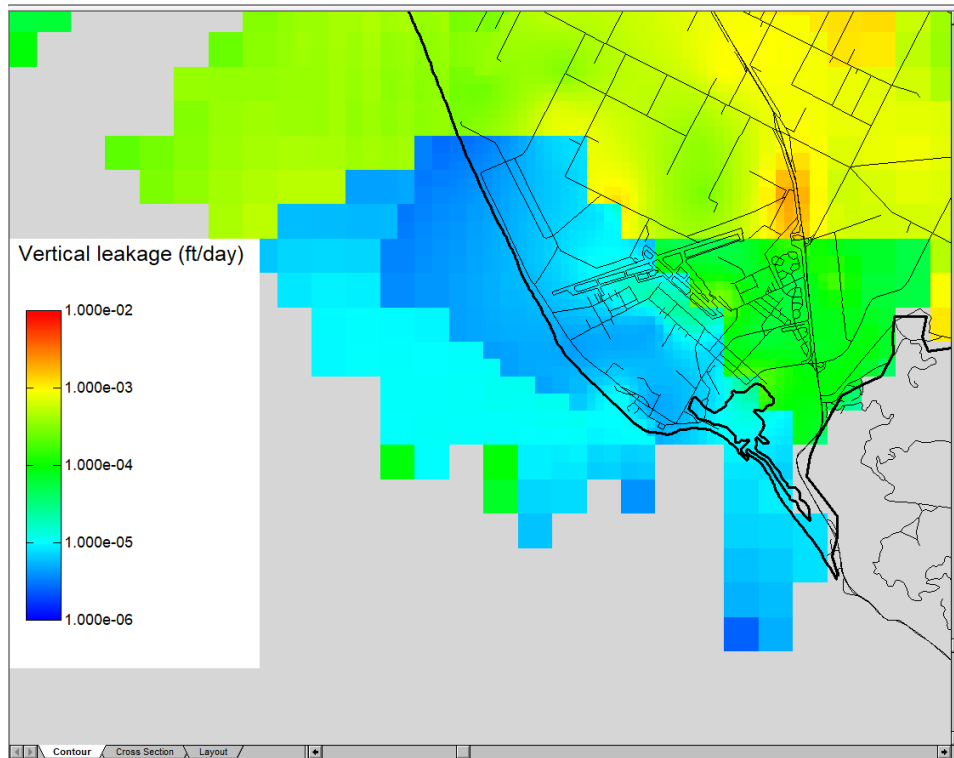 Vertical leakage (ft/day)
1.000e-02
1.000e-03
1.000e-04
1.000e-05
1.000e-06
Contour Cross Section Layout